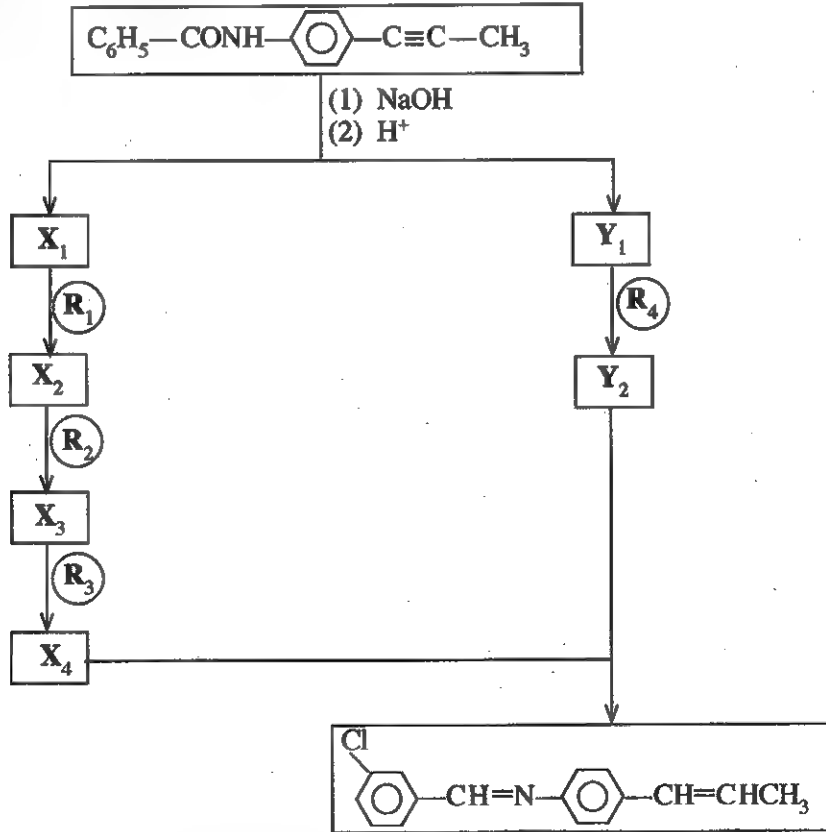 C₆H₅—CONH— —C≡C—CH₃
(1) NaOH
(2) H⁺
X₁ Y₁
R₁ R₄
X₂ Y₂
R₂
X₃
R₃
X₄
Cl
—CH=N— —CH=CHCH₃